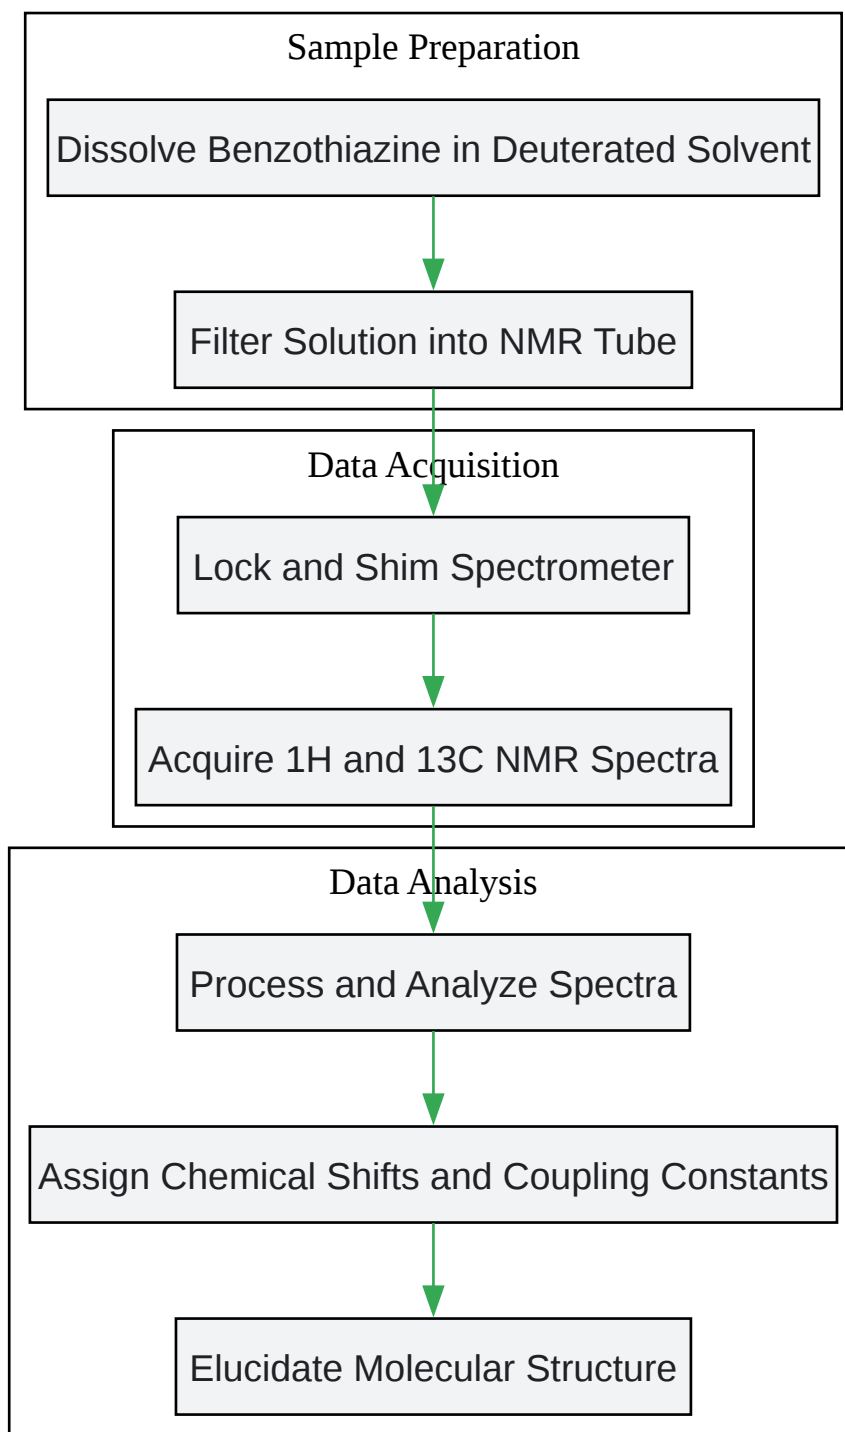 Sample Preparation
Dissolve Benzothiazine in Deuterated Solvent
Filter Solution into NMR Tube
Data Acquisition
Lock and Shim Spectrometer
Acquire 1H and 13C NMR Spectra
Data Analysis
Process and Analyze Spectra
Assign Chemical Shifts and Coupling Constants
Elucidate Molecular Structure